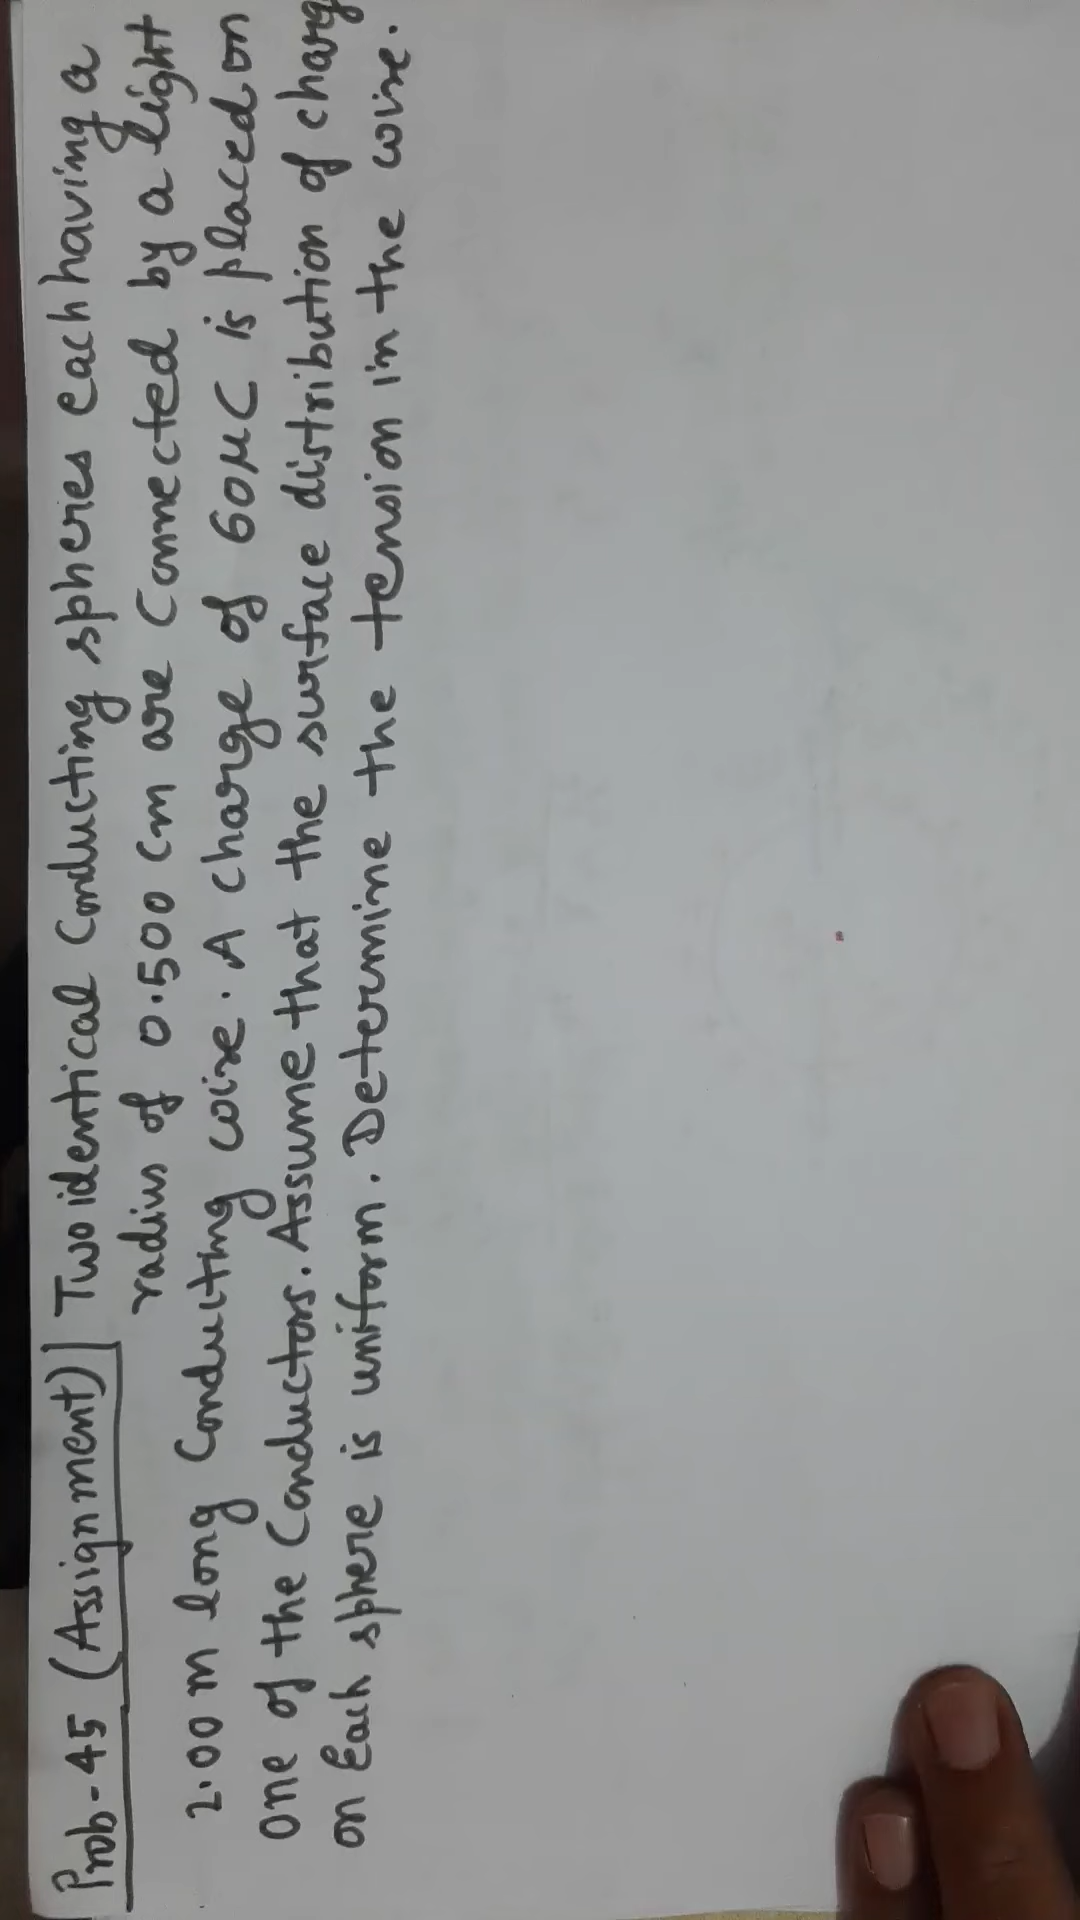 Prob-45 (Assignment) | Two identical Conducting spheres each having a
radius of 0.500 cm are Connected by a light
2.00 m long Conducting wire. A charge of 60μC is placed on
one of the Conductors. Assume that the surface distribution of charg
on Each sphere is uniform. Determine the tension in the wire.